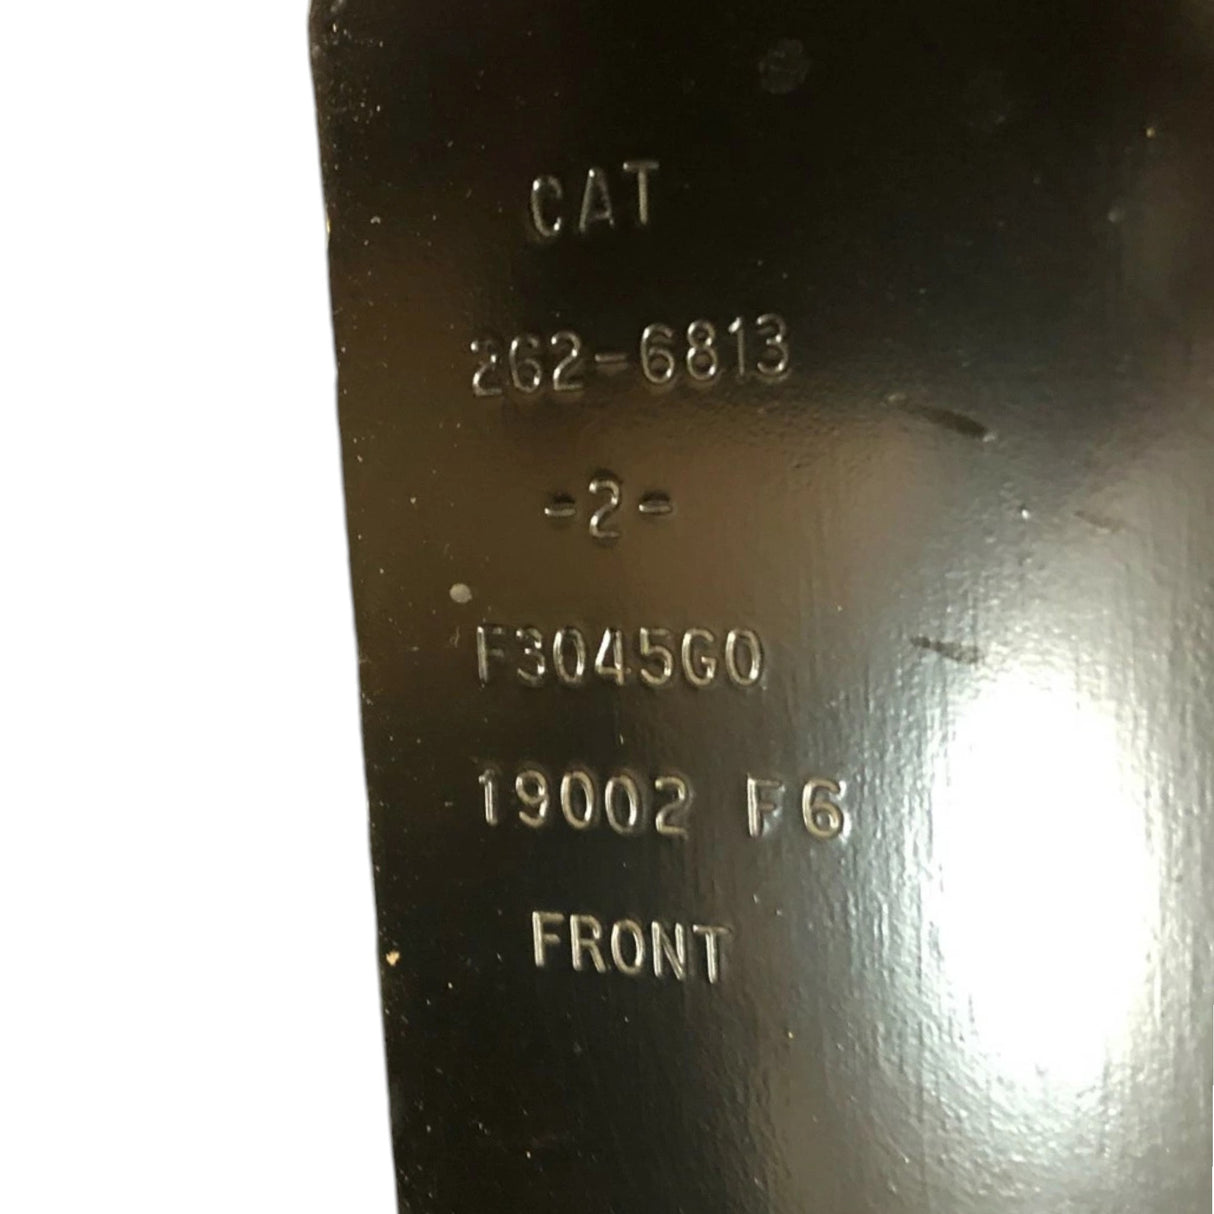 CAT
262-6813
-2-
F3045G0
19002 F6
FRONT